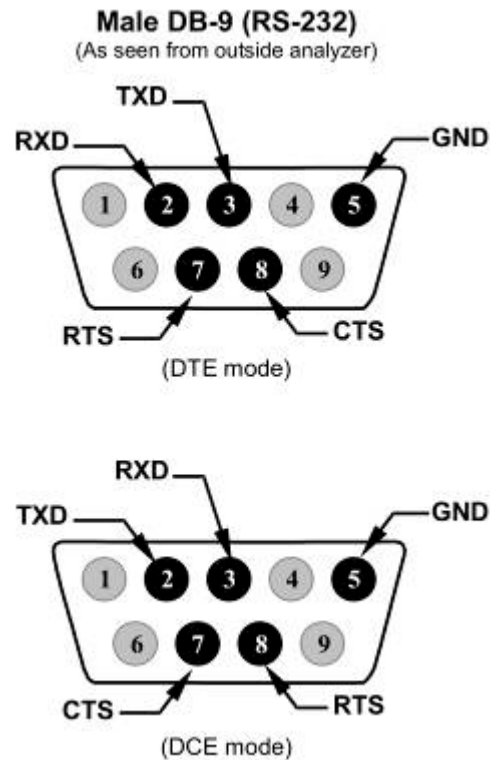 Male DB-9 (RS-232)
(As seen from outside analyzer)
TXD
RXD
GND
1 2 3 4 5
6 7 8 9
RTS
CTS
(DTE mode)
RXD
TXD
GND
1 2 3 4 5
6 7 8 9
CTS
RTS
(DCE mode)